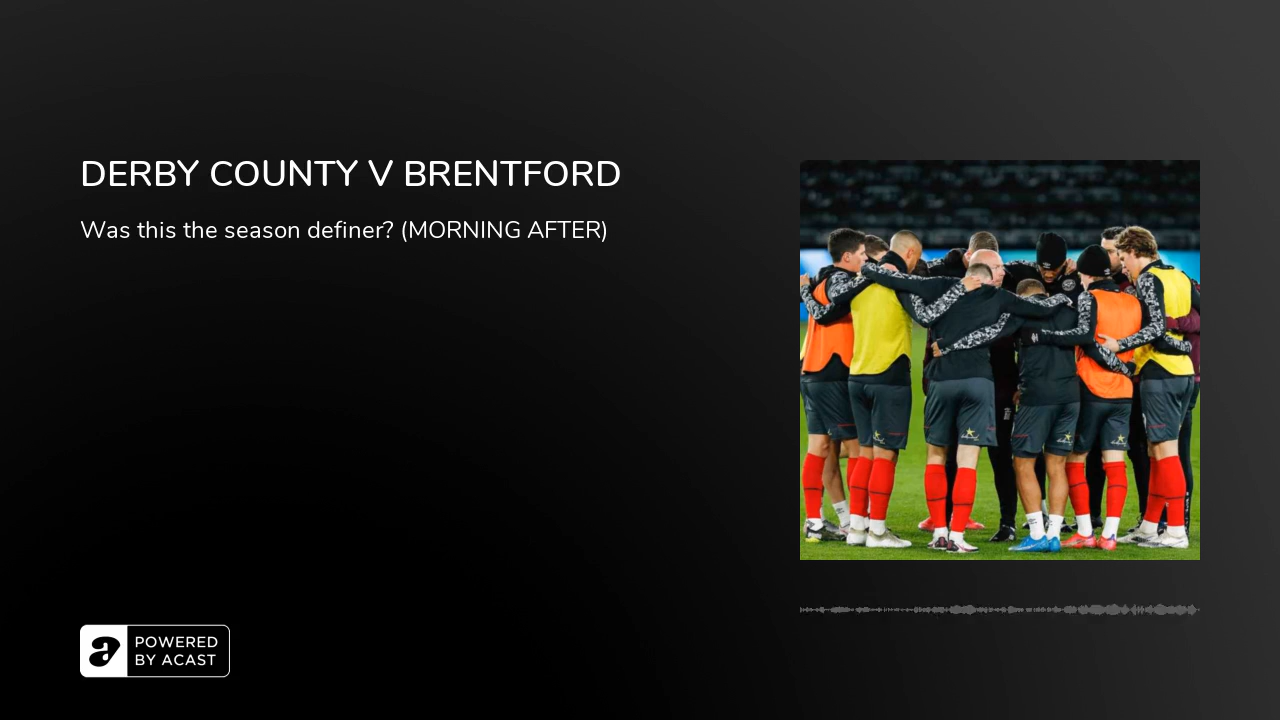 DERBY COUNTY V BRENTFORD
Was this the season definer? (MORNING AFTER)
POWERED
BY ACAST